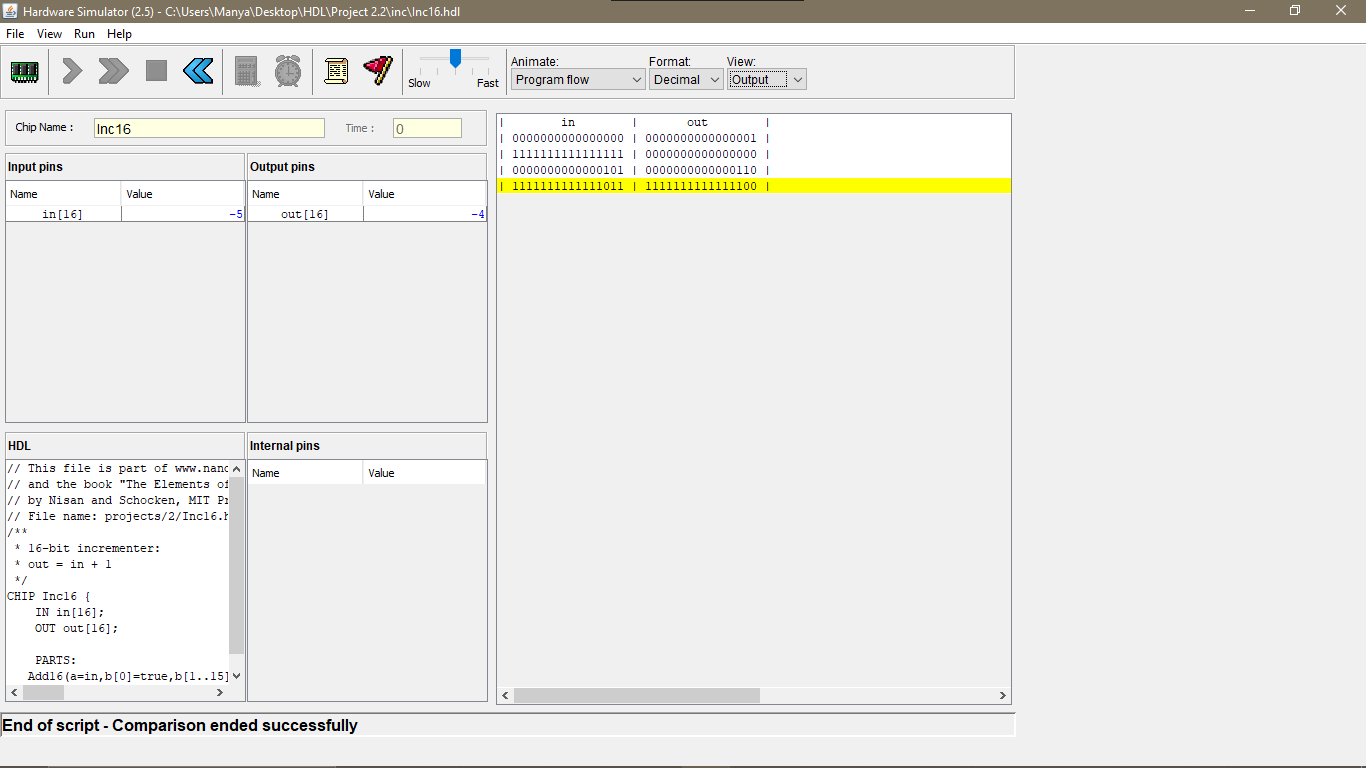 Hardware Simulator (2.5) - C:\Users\Manya\Desktop\HDL\Project 2.2\inc\Inc16.hdl
File View Run Help
Slow Fast
Animate: Format: View:
Program flow Decimal Output
Chip Name : Inc16 Time : 0
Input pins Output pins
Name Value Name Value
in[16] -5 out[16] -4
| in | out |
| 0000000000000000 | 0000000000000001 |
| 1111111111111111 | 0000000000000000 |
| 0000000000000101 | 0000000000000110 |
| 1111111111111011 | 1111111111111100 |
HDL Internal pins
Name Value
// This file is part of www.nand
// and the book "The Elements of
// by Nisan and Schocken, MIT Pr
// File name: projects/2/Inc16.h
/**
* 16-bit incrementer:
* out = in + 1
*/
CHIP Inc16 {
IN in[16];
OUT out[16];
PARTS:
Add16(a=in,b[0]=true,b[1..15]
End of script - Comparison ended successfully